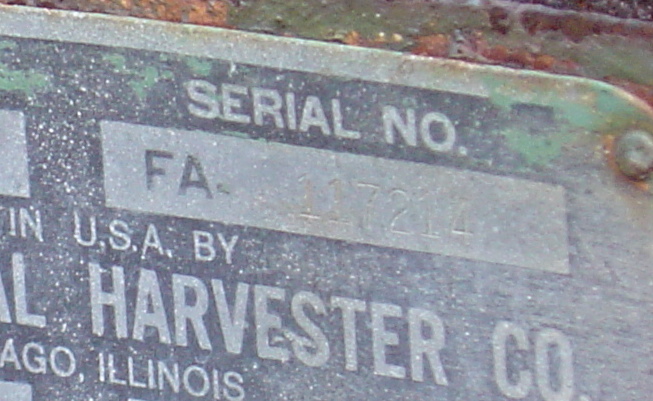 SERIAL NO.
FA. 117214
IN U.S.A. BY
AL HARVESTER CO.
AGO, ILLINOIS